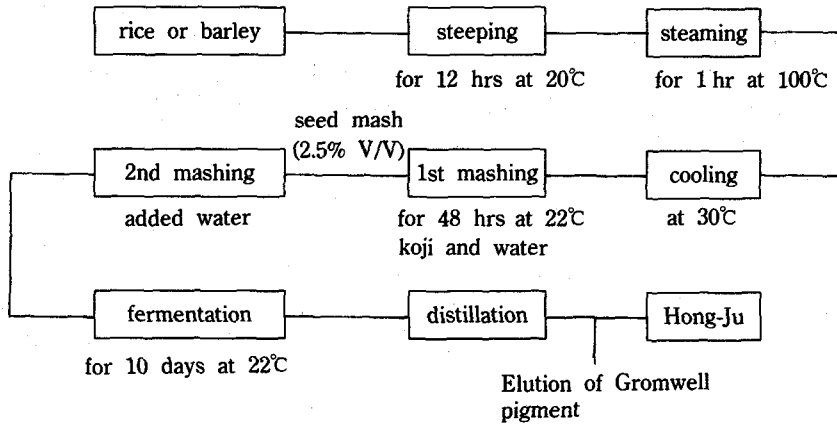 rice or barley
steeping
steaming
for 12 hrs at 20℃
for 1 hr at 100℃
seed mash
(2.5% V/V)
2nd mashing
1st mashing
cooling
added water
for 48 hrs at 22℃
koji and water
at 30℃
fermentation
distillation
Hong-Ju
for 10 days at 22℃
Elution of Gromwell
pigment